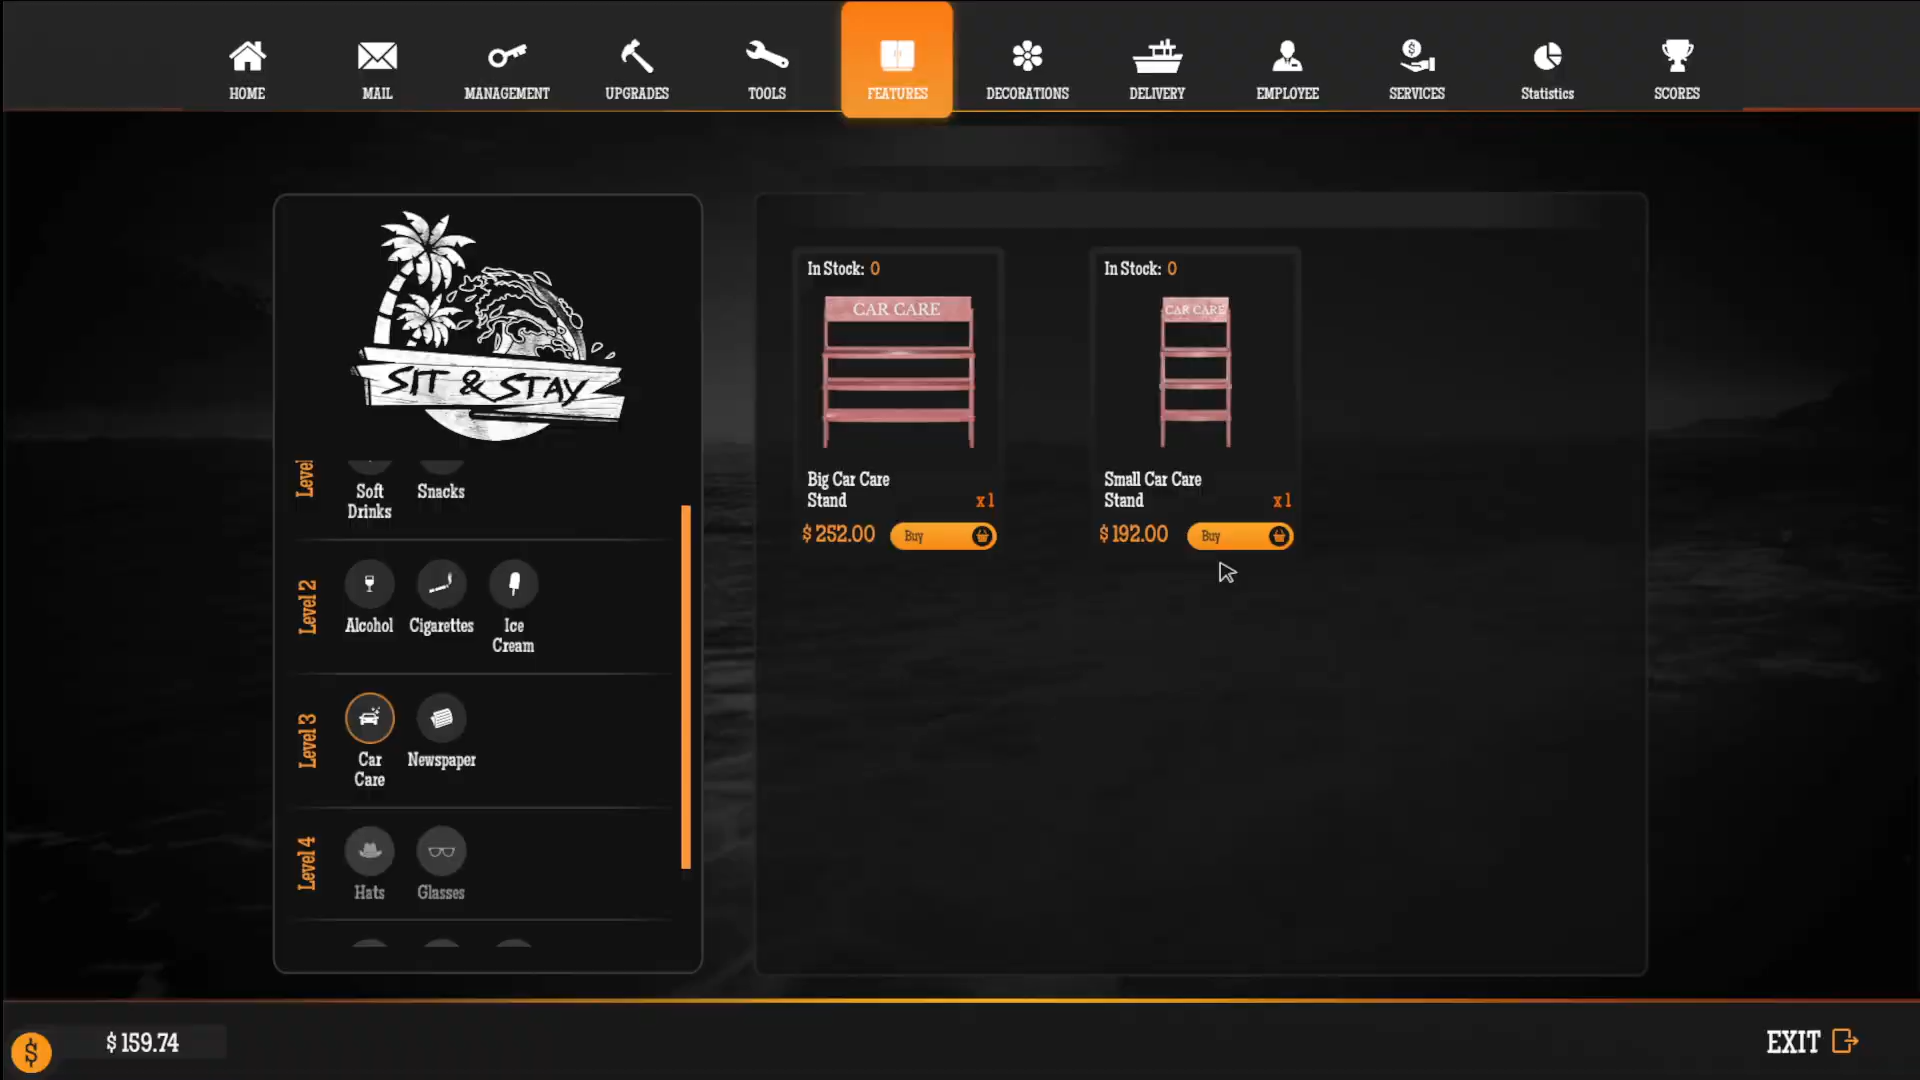 HOME
MAIL
MANAGEMENT
UPGRADES
TOOLS
FEATURES
DECORATIONS
DELIVERY
EMPLOYEE
SERVICES
Statistics
SCORES
SIT & STAY
Level
Soft
Drinks
Snacks
Level 2
Alcohol
Cigarettes
Ice
Cream
Level 3
Car
Care
Newspaper
Level 4
Hats
Glasses
In Stock: 0
CAR CARE
Big Car Care
Stand
x 1
$ 252.00
Buy
In Stock: 0
CAR CARE
Small Car Care
Stand
x 1
$ 192.00
Buy
$ 159.74
EXIT